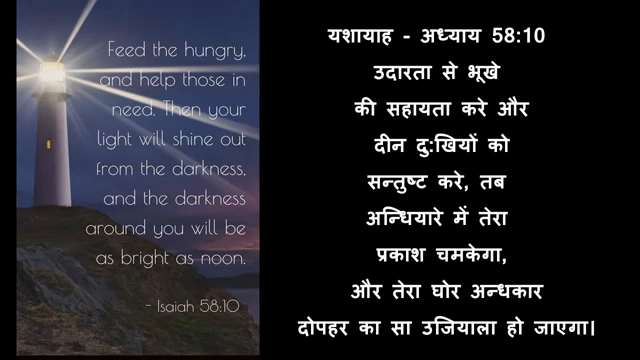 Feed the hungry,
and help those in
need. Then your
light will shine out
from the darkness,
and the darkness
around you will be
as bright as noon.
- Isaiah 58:10
यशायाह - अध्याय 58:10
उदारता से भूखे
की सहायता करे और
दीन दु:खियों को
सन्तुष्ट करे, तब
अन्धियारे में तेरा
प्रकाश चमकेगा,
और तेरा घोर अन्धकार
दोपहर का सा उजियाला हो जाएगा।